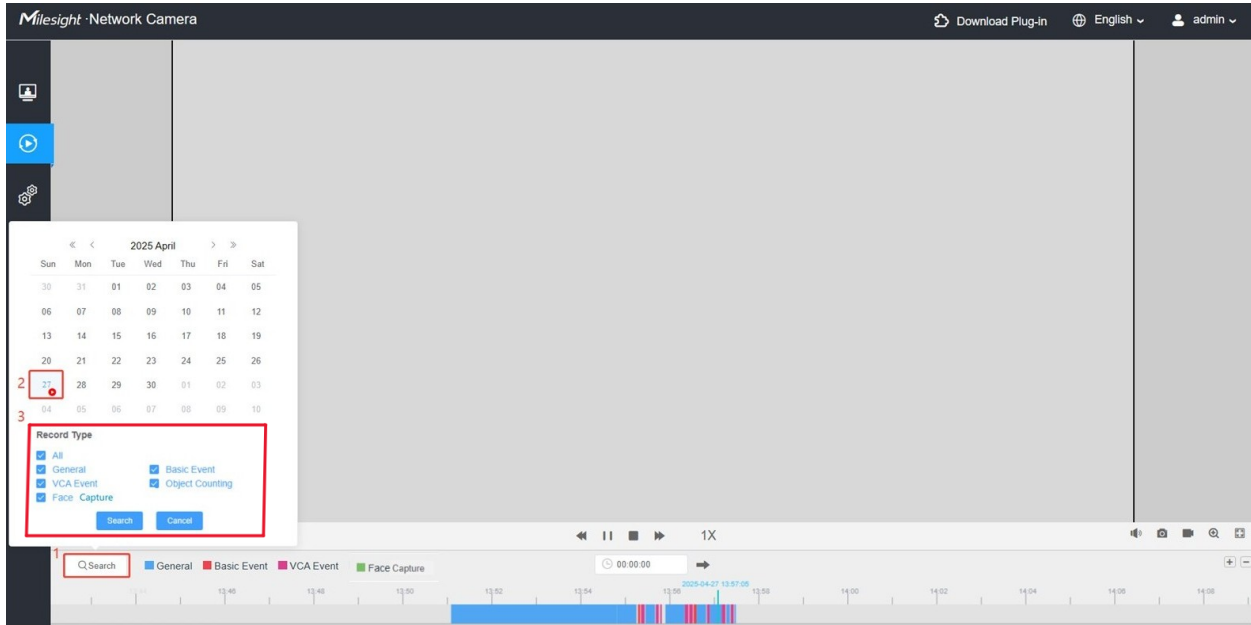 Milesight · Network Camera Download Plug-in English admin
2025 April
Sun Mon Tue Wed Thu Fri Sat
30 31 01 02 03 04 05
06 07 08 09 10 11 12
13 14 15 16 17 18 19
20 21 22 23 24 25 26
2 27 28 29 30 01 02 03
3 04 05 06 07 08 09 10
Record Type
All
General Basic Event
VCA Event Object Counting
Face Capture
Search Cancel
1X
1 Search General Basic Event VCA Event Face Capture 00:00:00
2025-04-27 13:57:05
13:46 13:48 13:50 13:52 13:54 13:56 13:58 14:00 14:02 14:04 14:06 14:08